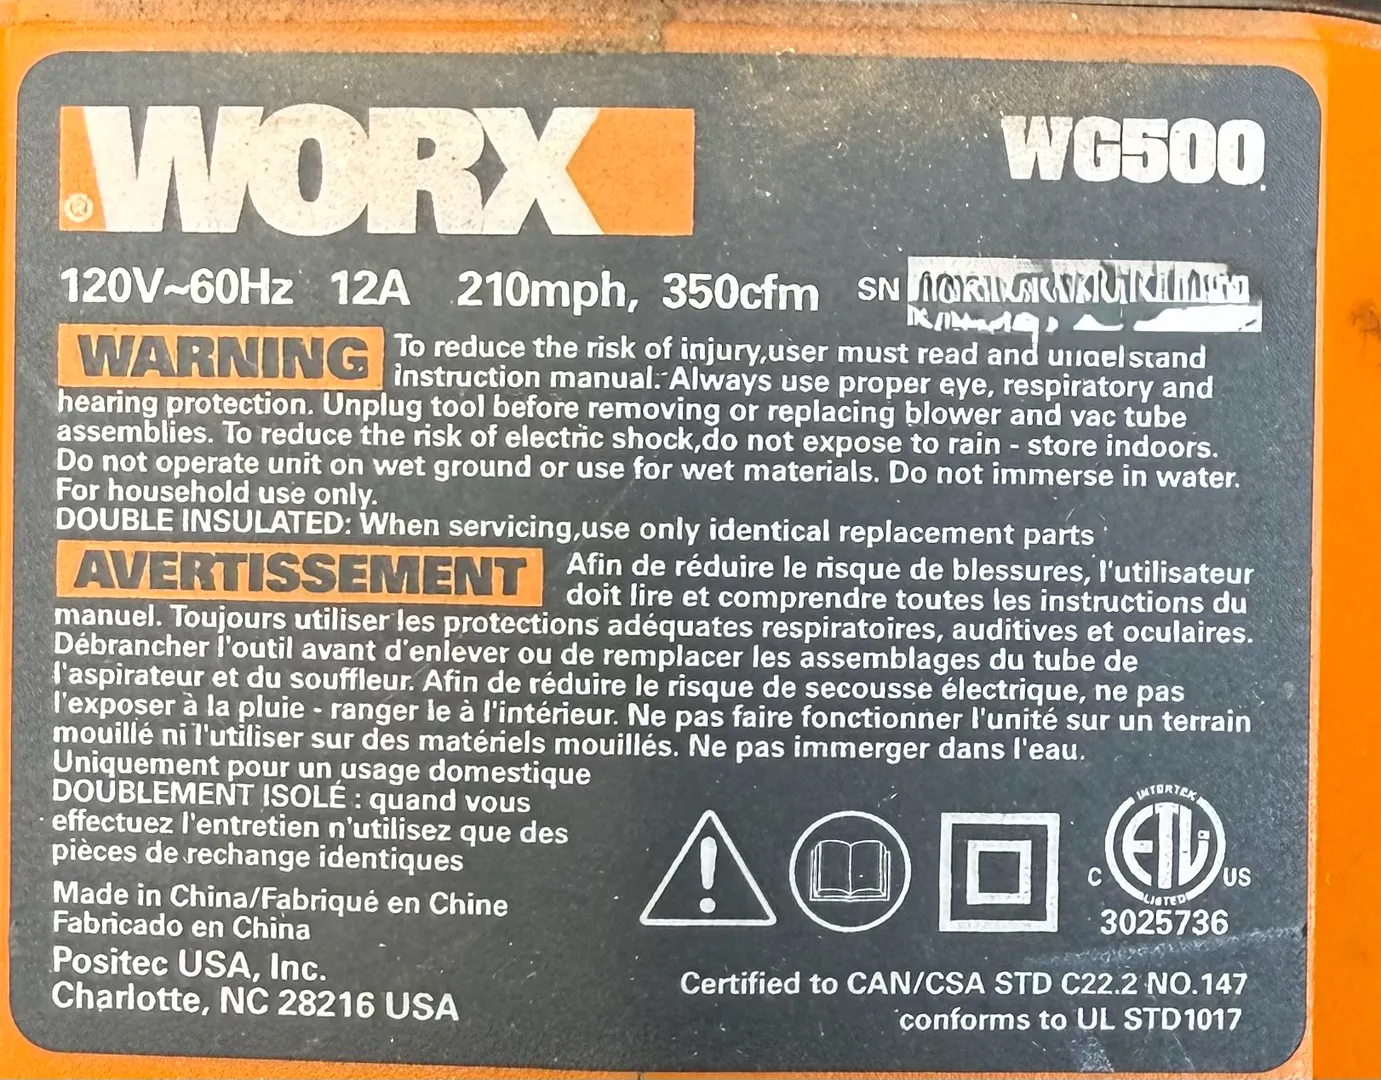 WORX
®
WG500
120V~60Hz 12A 210mph, 350cfm SN
WARNING To reduce the risk of injury,user must read and understand
instruction manual. Always use proper eye, respiratory and
hearing protection. Unplug tool before removing or replacing blower and vac tube
assemblies. To reduce the risk of electric shock,do not expose to rain - store indoors.
Do not operate unit on wet ground or use for wet materials. Do not immerse in water.
For household use only.
DOUBLE INSULATED: When servicing,use only identical replacement parts
AVERTISSEMENT Afin de réduire le risque de blessures, l'utilisateur
doit lire et comprendre toutes les instructions du
manuel. Toujours utiliser les protections adéquates respiratoires, auditives et oculaires.
Débrancher l'outil avant d'enlever ou de remplacer les assemblages du tube de
l'aspirateur et du souffleur. Afin de réduire le risque de secousse électrique, ne pas
l'exposer à la pluie - ranger le à l'intérieur. Ne pas faire fonctionner l'unité sur un terrain
mouillé ni l'utiliser sur des matériels mouillés. Ne pas immerger dans l'eau.
Uniquement pour un usage domestique
DOUBLEMENT ISOLÉ : quand vous
effectuez l'entretien n'utilisez que des
pièces de rechange identiques
Made in China/Fabriqué en Chine
Fabricado en China
Positec USA, Inc.
Charlotte, NC 28216 USA
INTERTEK
C ETL US
LISTED
3025736
Certified to CAN/CSA STD C22.2 NO.147
conforms to UL STD1017